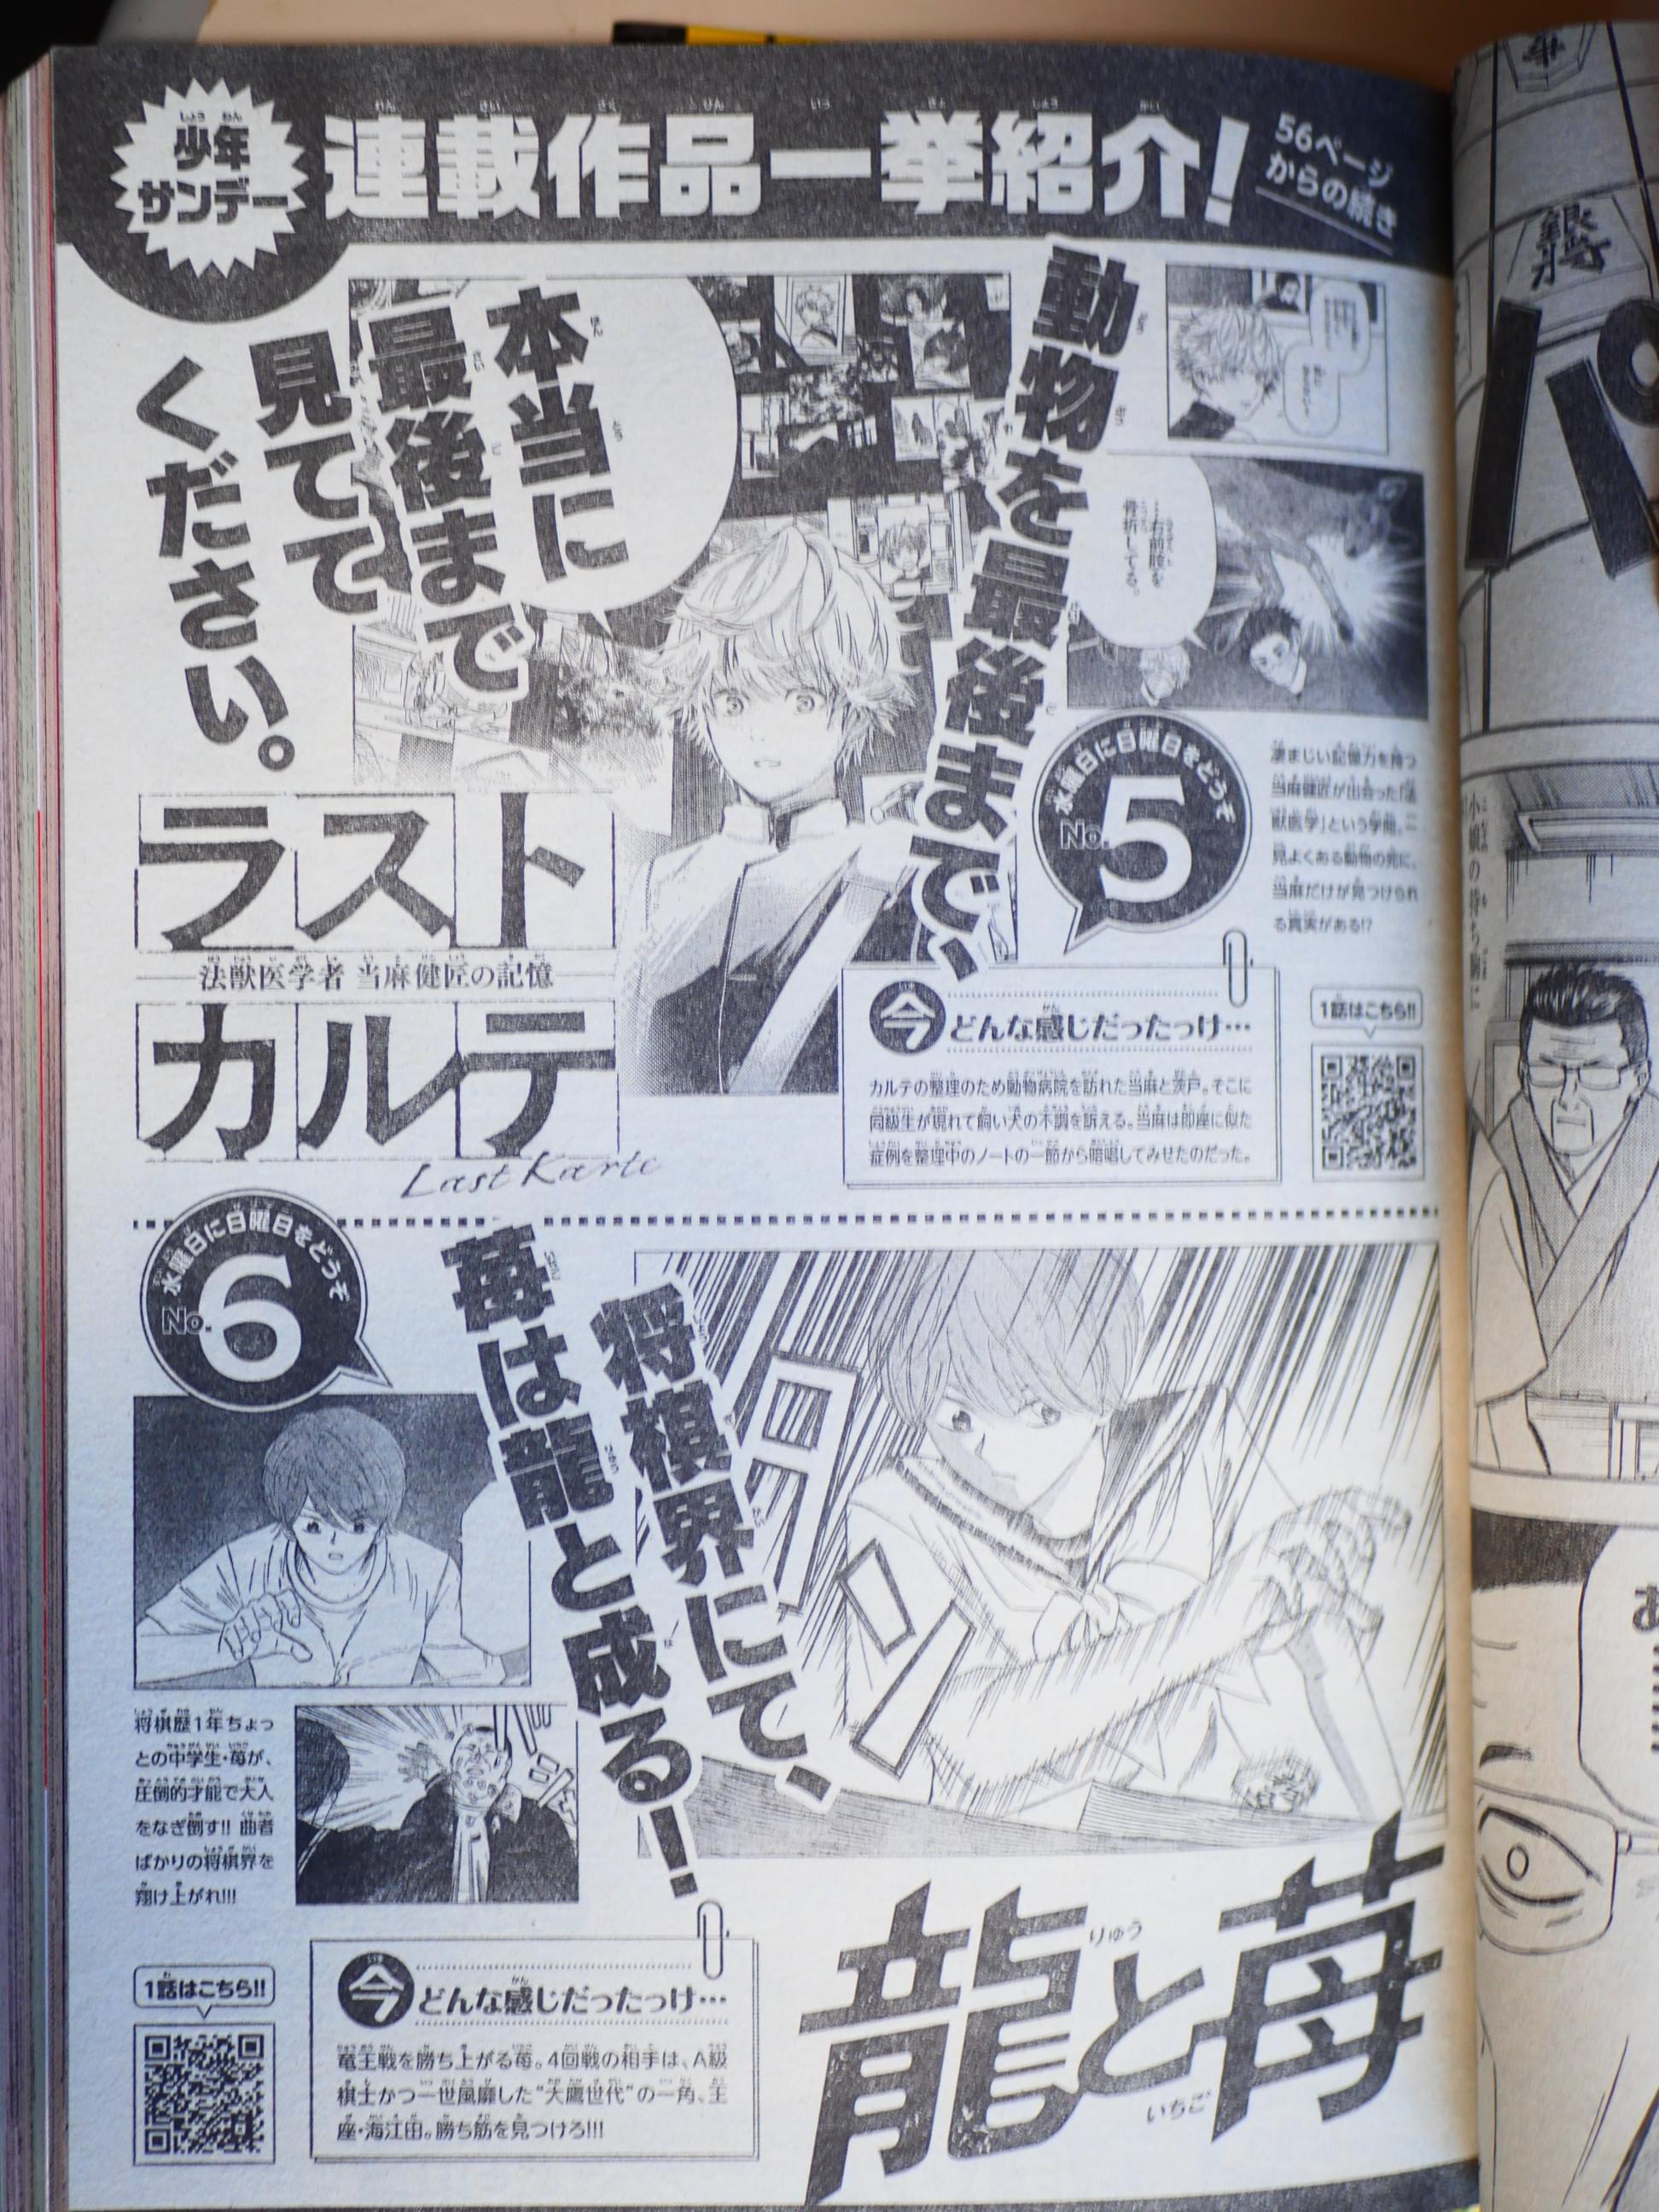 少年
サンデー
連載作品一挙紹介!
56ページ
からの続き
動物を最後まで、
本当に
最後まで
見てて
ください。
…右前肢を
骨折してる。
水曜日に日曜日をどうぞ
No.5
凄まじい記憶力を持つ
当麻健匠が出会った「法
獣医学」という学問。一
見よくある動物の死に、
当麻だけが見つけられ
る真実がある!?
ラスト
法獣医学者 当麻健匠の記憶
カルテ
Last Karte
今どんな感じだったっけ…
カルテの整理のため動物病院を訪れた当麻と茨戸。そこに
同級生が現れて飼い犬の不調を訴える。当麻は即座に似た
症例を整理中のノートの一節から暗唱してみせたのだった。
1話はこちら!!
水曜日に日曜日をどうぞ
No.6
将棋界にて、
苺は龍と成る!
将棋歴1年ちょっ
との中学生・苺が、
圧倒的才能で大人
をなぎ倒す!! 曲者
ばかりの将棋界を
翔け上がれ!!!
1話はこちら!!
今どんな感じだったっけ…
竜王戦を勝ち上がる苺。4回戦の相手は、A級
棋士かつ一世風靡した“大鷹世代”の一角、王
座・海江田。勝ち筋を見つけろ!!!
龍と苺
りゅう
いちご
銀
パ